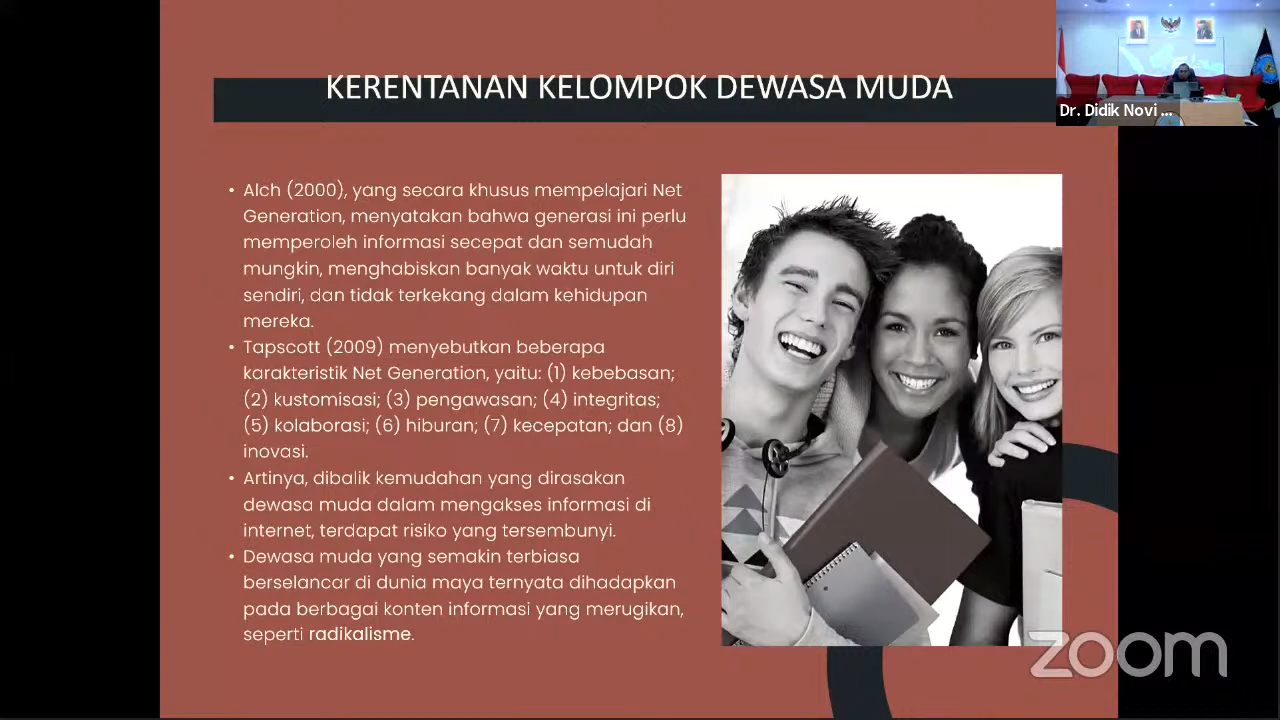 KERENTANAN KELOMPOK DEWASA MUDA
Dr. Didik Novi ...
• Alch (2000), yang secara khusus mempelajari Net
Generation, menyatakan bahwa generasi ini perlu
memperoleh informasi secepat dan semudah
mungkin, menghabiskan banyak waktu untuk diri
sendiri, dan tidak terkekang dalam kehidupan
mereka.
• Tapscott (2009) menyebutkan beberapa
karakteristik Net Generation, yaitu: (1) kebebasan;
(2) kustomisasi; (3) pengawasan; (4) integritas;
(5) kolaborasi; (6) hiburan; (7) kecepatan; dan (8)
inovasi.
• Artinya, dibalik kemudahan yang dirasakan
dewasa muda dalam mengakses informasi di
internet, terdapat risiko yang tersembunyi.
• Dewasa muda yang semakin terbiasa
berselancar di dunia maya ternyata dihadapkan
pada berbagai konten informasi yang merugikan,
seperti radikalisme.
zoom